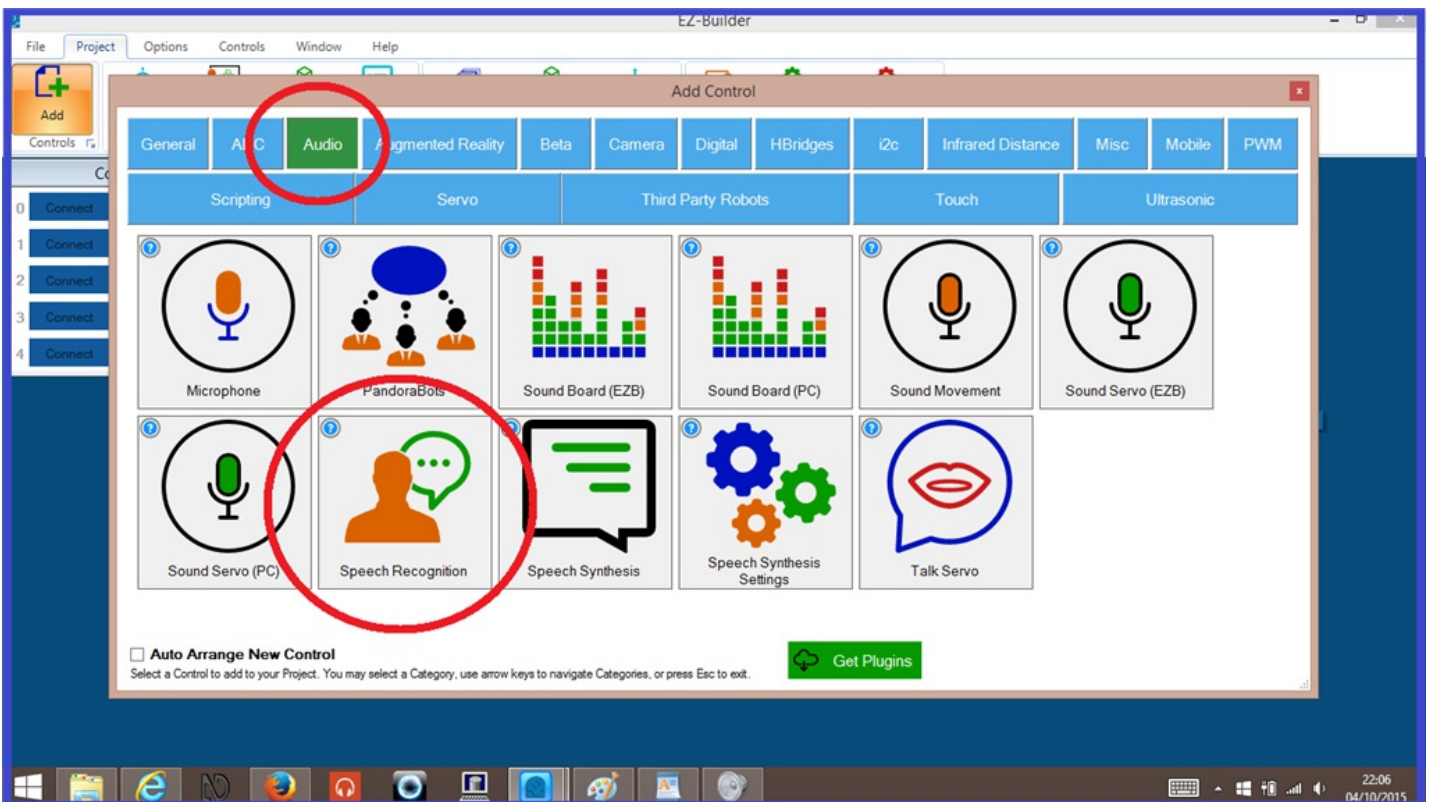 EZ-Builder
File Project Options Controls Window Help
Add
Controls
Add Control
General Audio Augmented Reality Beta Camera Digital HBridges i2c Infrared Distance Misc Mobile PWM
Scripting Servo Third Party Robots Touch Ultrasonic
0 Connect
1 Connect
2 Connect
3 Connect
4 Connect
Microphone PandoraBots Sound Board (EZB) Sound Board (PC) Sound Movement Sound Servo (EZB)
Sound Servo (PC) Speech Recognition Speech Synthesis Speech Synthesis Settings Talk Servo
Auto Arrange New Control
Select a Control to add to your Project. You may select a Category, use arrow keys to navigate Categories, or press Esc to exit.
Get Plugins
22:06
04/10/2015